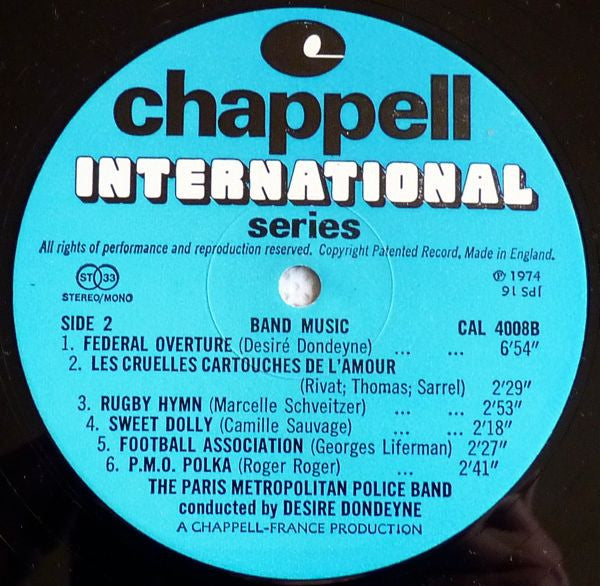 chappell
INTERNATIONAL
series
All rights of performance and reproduction reserved. Copyright Patented Record, Made in England.
ST 33
STEREO/MONO
℗ 1974
91 Sdf
SIDE 2 BAND MUSIC CAL 4008B
1. FEDERAL OVERTURE (Desiré Dondeyne) ... ... 6′54″
2. LES CRUELLES CARTOUCHES DE L'AMOUR
(Rivat; Thomas; Sarrel) 2′29″
3. RUGBY HYMN (Marcelle Schveitzer) ... ... 2′53″
4. SWEET DOLLY (Camille Sauvage) ... ... 2′18″
5. FOOTBALL ASSOCIATION (Georges Liferman) 2′27″
6. P.M.O. POLKA (Roger Roger) ... 2′41″
THE PARIS METROPOLITAN POLICE BAND
conducted by DESIRE DONDEYNE
A CHAPPELL-FRANCE PRODUCTION